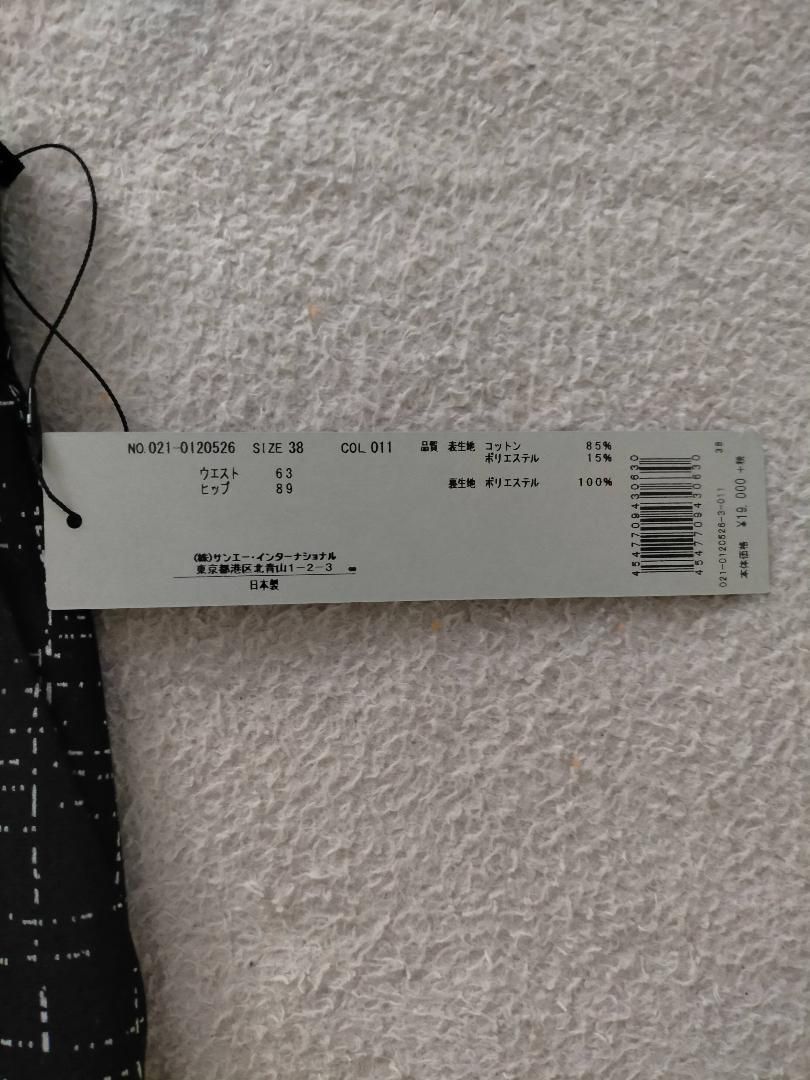 NO.021-0120526 SIZE 38 COL 011
ウエスト 63
ヒップ 89
品質 表生地 コットン 85%
ポリエステル 15%
裏生地 ポリエステル 100%
(株)サンエー・インターナショナル
東京都港区北青山1-2-3
日本製
4547709430630
4547709430630
021-0120526-3-011 38
本体価格 ¥19,000+税